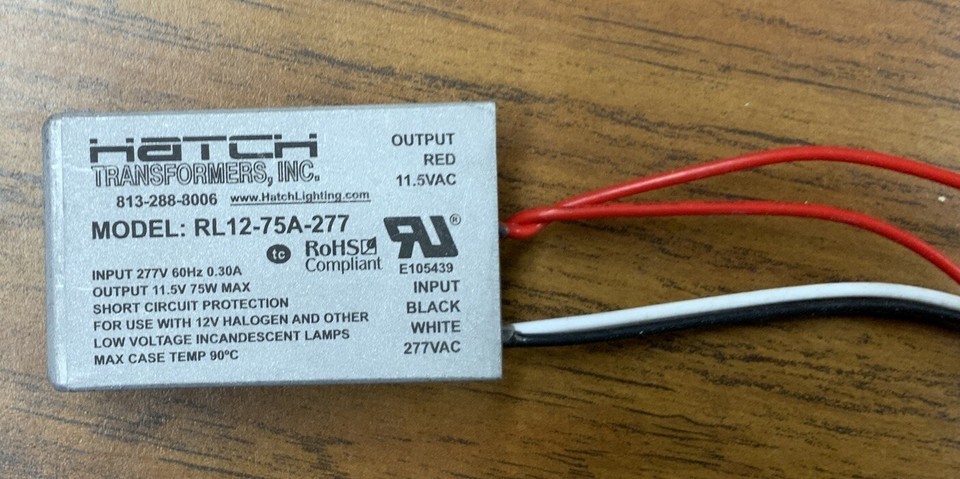 HATCH
TRANSFORMERS, INC.
813-288-8006 www.HatchLighting.com
MODEL: RL12-75A-277
tc RoHS Compliant
INPUT 277V 60Hz 0.30A
OUTPUT 11.5V 75W MAX
SHORT CIRCUIT PROTECTION
FOR USE WITH 12V HALOGEN AND OTHER
LOW VOLTAGE INCANDESCENT LAMPS
MAX CASE TEMP 90ºC
OUTPUT
RED
11.5VAC
RU®
E105439
INPUT
BLACK
WHITE
277VAC